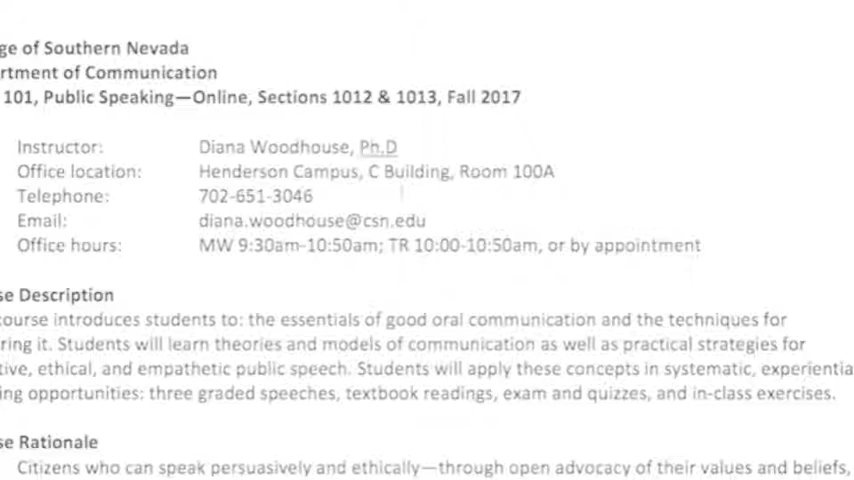 ge of Southern Nevada
rtment of Communication
101, Public Speaking—Online, Sections 1012 & 1013, Fall 2017
Instructor: Diana Woodhouse, Ph.D
Office location: Henderson Campus, C Building, Room 100A
Telephone: 702-651-3046
Email: diana.woodhouse@csn.edu
Office hours: MW 9:30am-10:50am; TR 10:00-10:50am, or by appointment
se Description
course introduces students to: the essentials of good oral communication and the techniques for
ring it. Students will learn theories and models of communication as well as practical strategies for
tive, ethical, and empathetic public speech. Students will apply these concepts in systematic, experientia
ing opportunities: three graded speeches, textbook readings, exam and quizzes, and in-class exercises.
se Rationale
Citizens who can speak persuasively and ethically—through open advocacy of their values and beliefs,